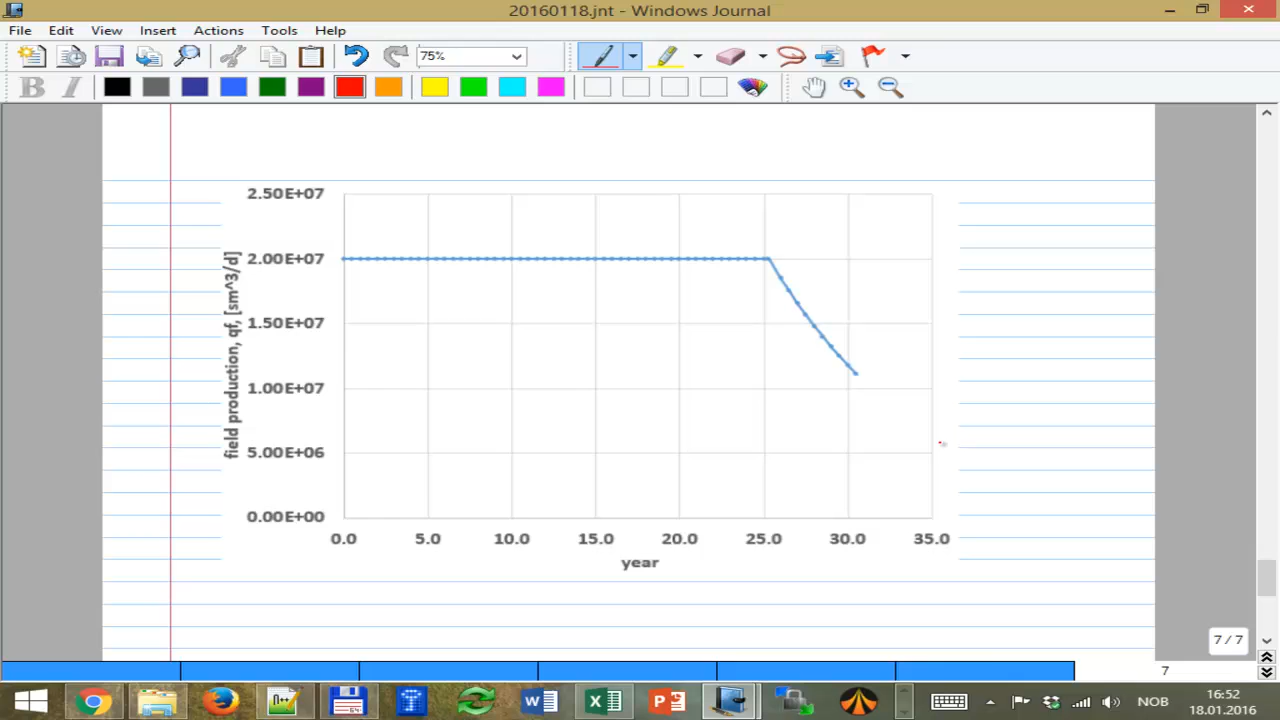 20160118.jnt - Windows Journal
File Edit View Insert Actions Tools Help
75%
B I
2.50E+07
2.00E+07
1.50E+07
1.00E+07
5.00E+06
0.00E+00
field production, qf, [sm^3/d]
0.0 5.0 10.0 15.0 20.0 25.0 30.0 35.0
year
7 / 7
7
NOB
16:52
18.01.2016